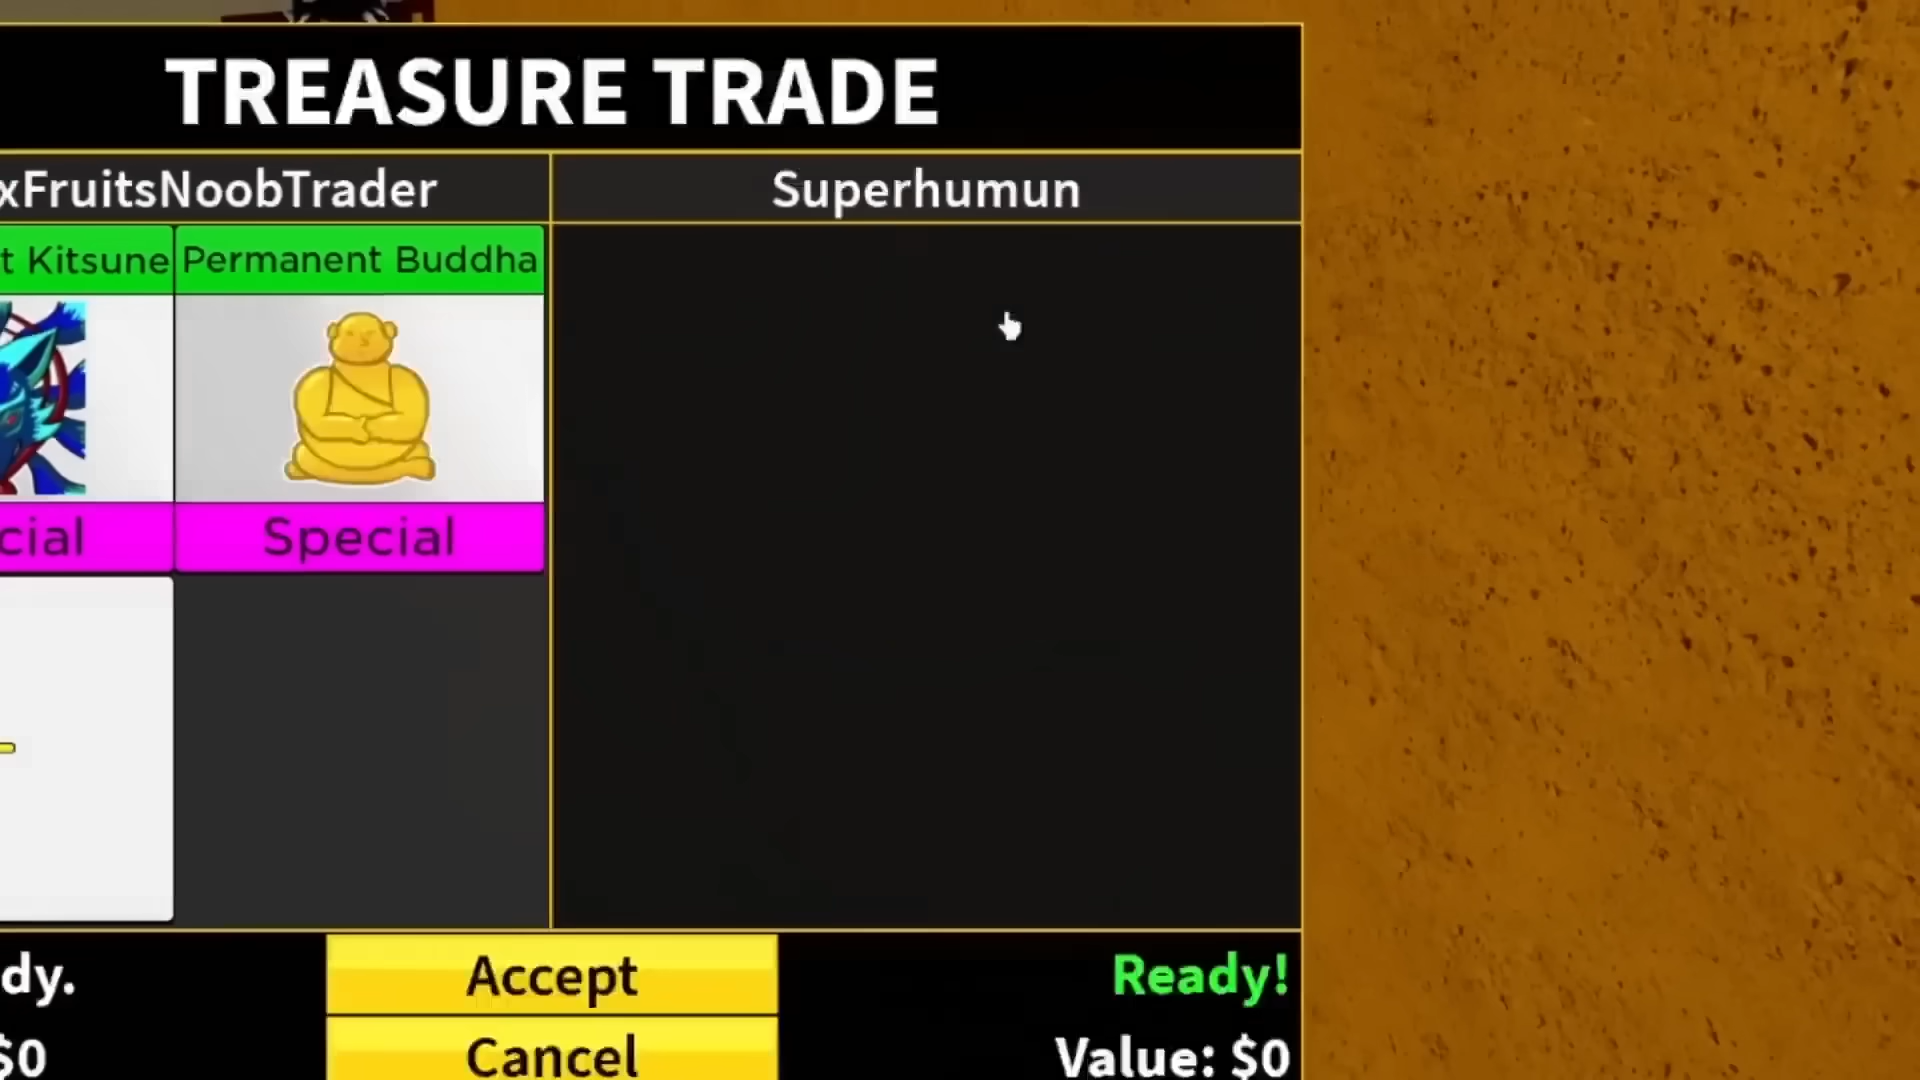 TREASURE TRADE
xFruitsNoobTrader
Superhumun
t Kitsune
Permanent Buddha
cial
Special
dy.
Accept
Ready!
$0
Cancel
Value: $0